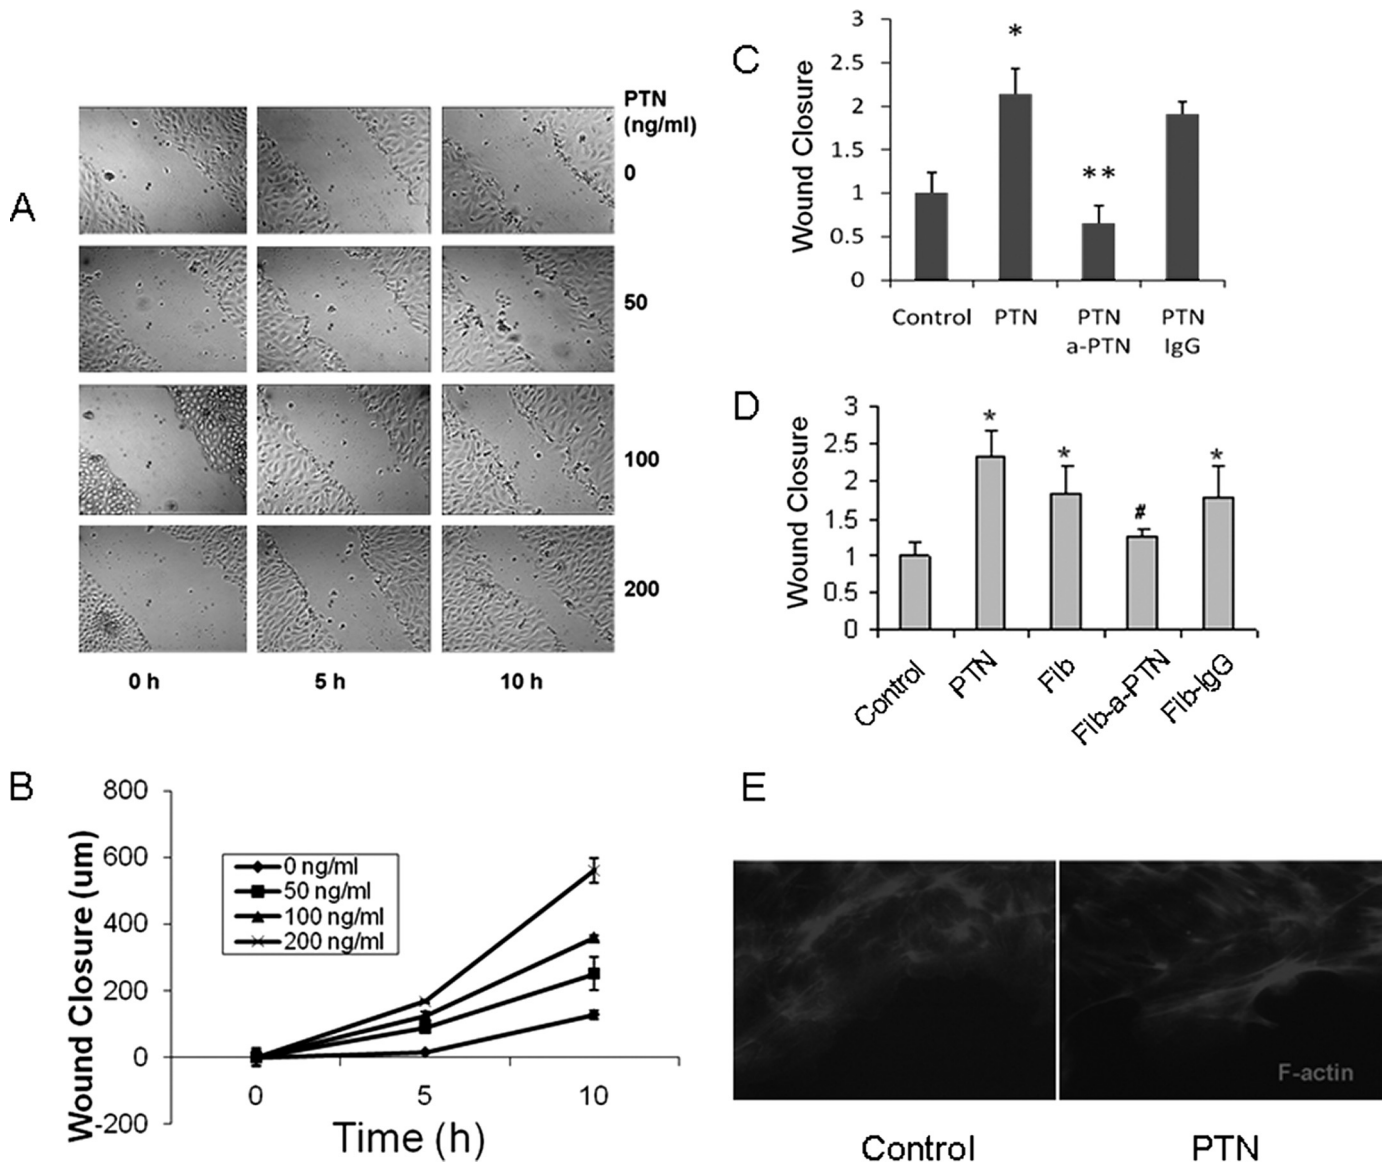 A
PTN
(ng/ml)
0
50
100
200
0 h
5 h
10 h
B
Wound Closure (um)
800
600
400
200
0
-200
0 ng/ml
50 ng/ml
100 ng/ml
200 ng/ml
0
5
10
Time (h)
C
Wound Closure
3
2.5
2
1.5
1
0.5
0
*
**
Control
PTN
PTN
a-PTN
PTN
IgG
D
Wound Closure
3
2.5
2
1.5
1
0.5
0
*
*
#
*
Control
PTN
Fib
Fib-a-PTN
Fib-IgG
E
F-actin
Control
PTN